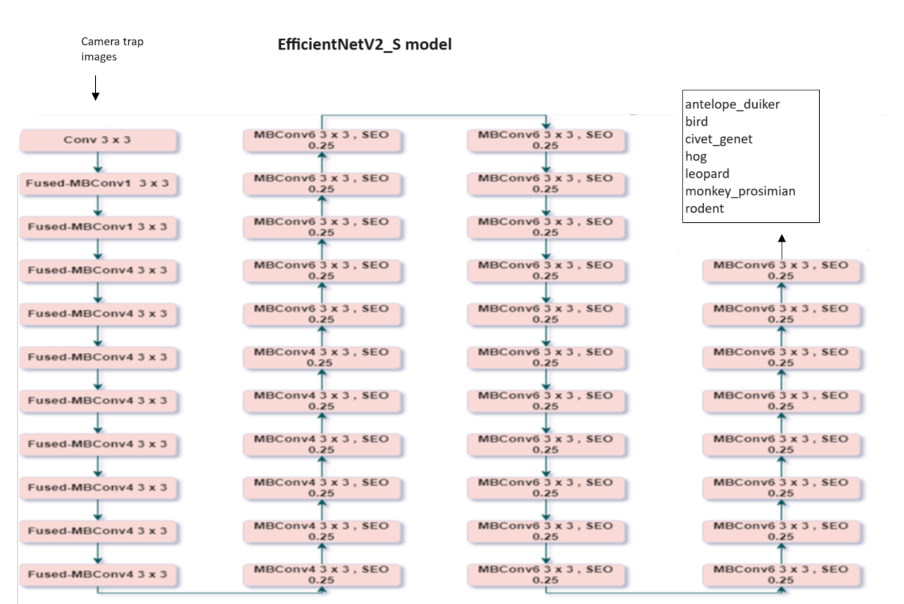 Camera trap
images
EfficientNetV2_S model
Conv 3 x 3
Fused-MBConv1 3 x 3
Fused-MBConv1 3 x 3
Fused-MBConv4 3 x 3
Fused-MBConv4 3 x 3
Fused-MBConv4 3 x 3
Fused-MBConv4 3 x 3
Fused-MBConv4 3 x 3
Fused-MBConv4 3 x 3
Fused-MBConv4 3 x 3
Fused-MBConv4 3 x 3
MBConv6 3 x 3 , SEO
0.25
MBConv6 3 x 3 , SEO
0.25
MBConv6 3 x 3 , SEO
0.25
MBConv6 3 x 3 , SEO
0.25
MBConv6 3 x 3 , SEO
0.25
MBConv4 3 x 3 , SEO
0.25
MBConv4 3 x 3 , SEO
0.25
MBConv4 3 x 3 , SEO
0.25
MBConv4 3 x 3 , SEO
0.25
MBConv4 3 x 3 , SEO
0.25
MBConv4 3 x 3 , SEO
0.25
MBConv6 3 x 3 , SEO
0.25
MBConv6 3 x 3 , SEO
0.25
MBConv6 3 x 3 , SEO
0.25
MBConv6 3 x 3 , SEO
0.25
MBConv6 3 x 3 , SEO
0.25
MBConv6 3 x 3 , SEO
0.25
MBConv6 3 x 3 , SEO
0.25
MBConv6 3 x 3 , SEO
0.25
MBConv6 3 x 3 , SEO
0.25
MBConv6 3 x 3 , SEO
0.25
MBConv6 3 x 3 , SEO
0.25
antelope_duiker
bird
civet_genet
hog
leopard
monkey_prosimian
rodent
MBConv6 3 x 3 , SEO
0.25
MBConv6 3 x 3 , SEO
0.25
MBConv6 3 x 3 , SEO
0.25
MBConv6 3 x 3 , SEO
0.25
MBConv6 3 x 3 , SEO
0.25
MBConv6 3 x 3 , SEO
0.25
MBConv6 3 x 3 , SEO
0.25
MBConv6 3 x 3 , SEO
0.25